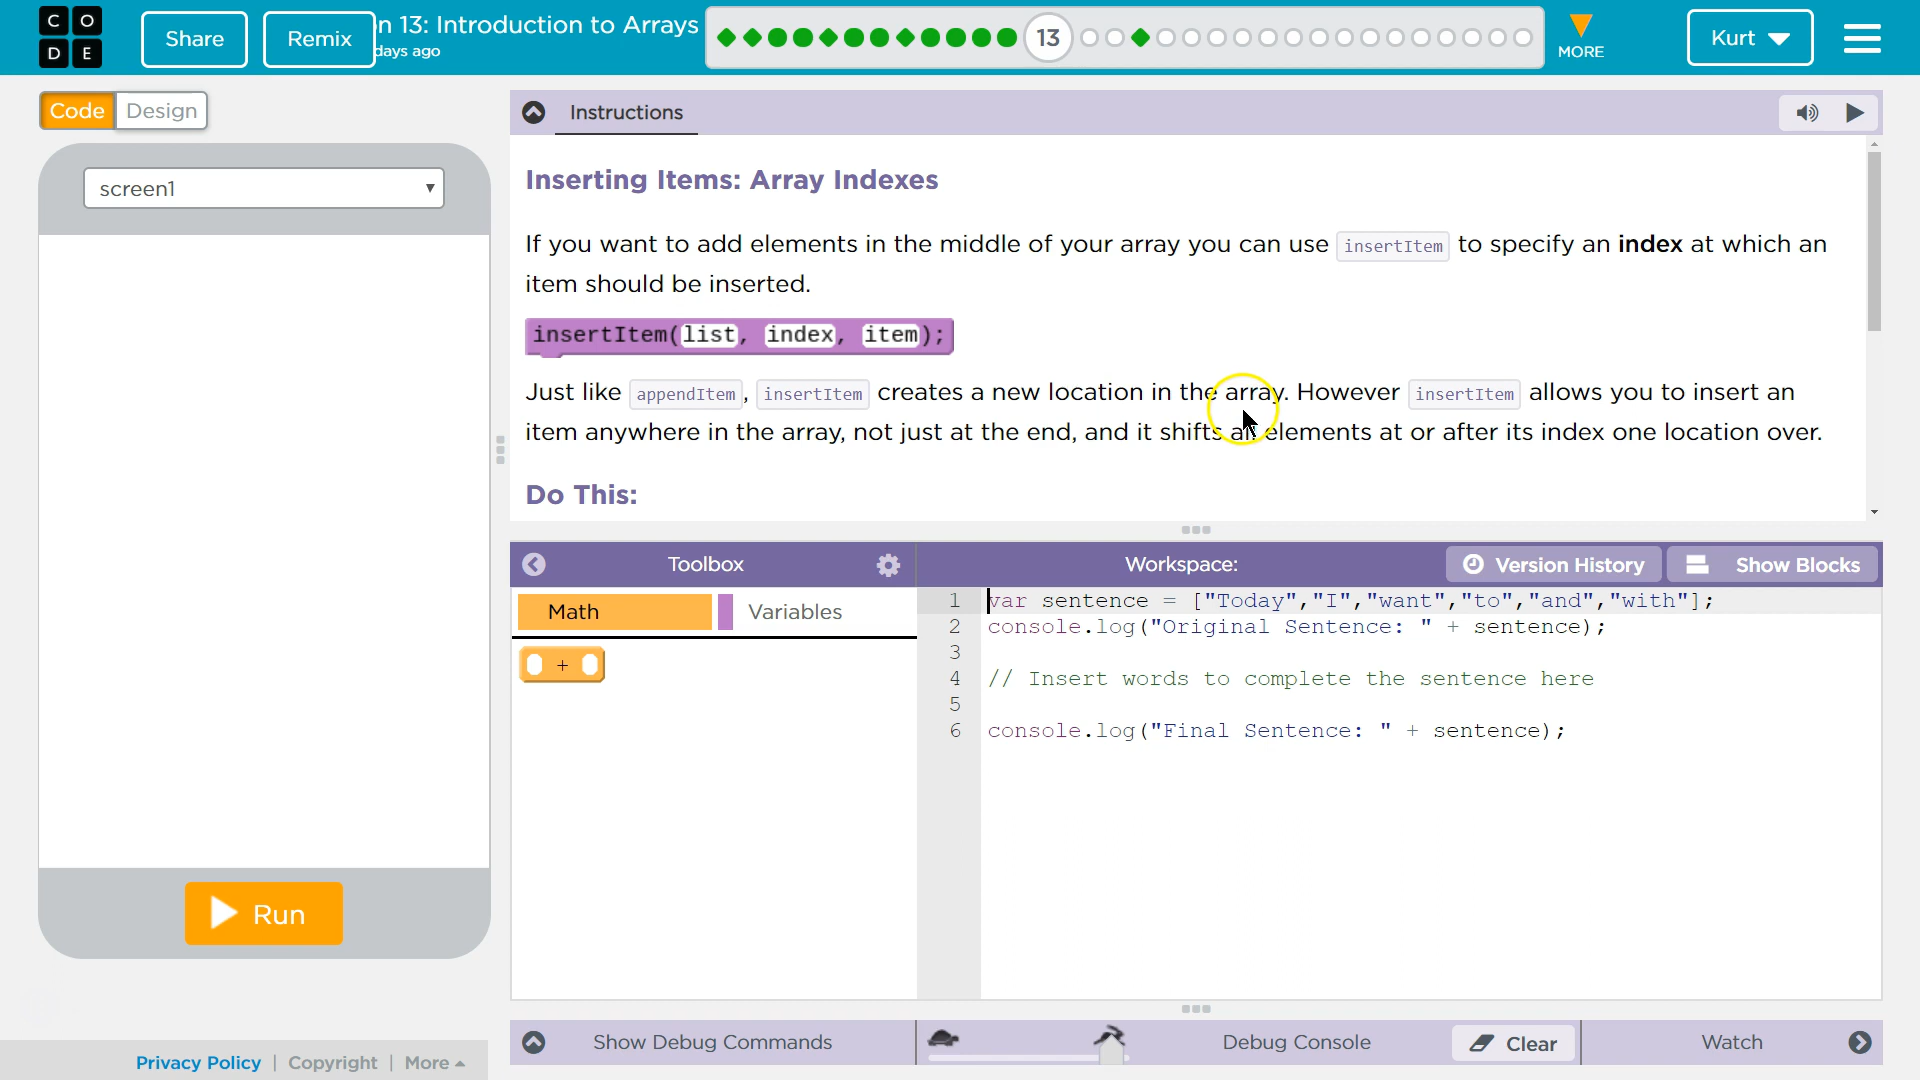 C O
D E
Share
Remix
n 13: Introduction to Arrays
days ago
13
MORE
Kurt
Code
Design
screen1
Instructions
Inserting Items: Array Indexes
If you want to add elements in the middle of your array you can use insertItem to specify an index at which an
item should be inserted.
insertItem(list, index, item);
Just like appendItem, insertItem creates a new location in the array. However insertItem allows you to insert an
item anywhere in the array, not just at the end, and it shifts all elements at or after its index one location over.
Do This:
Toolbox
Workspace:
Version History
Show Blocks
Math
Variables
+
1 var sentence = ["Today","I","want","to","and","with"];
2 console.log("Original Sentence: " + sentence);
3
4 // Insert words to complete the sentence here
5
6 console.log("Final Sentence: " + sentence);
Run
Show Debug Commands
Debug Console
Clear
Watch
Privacy Policy | Copyright | More